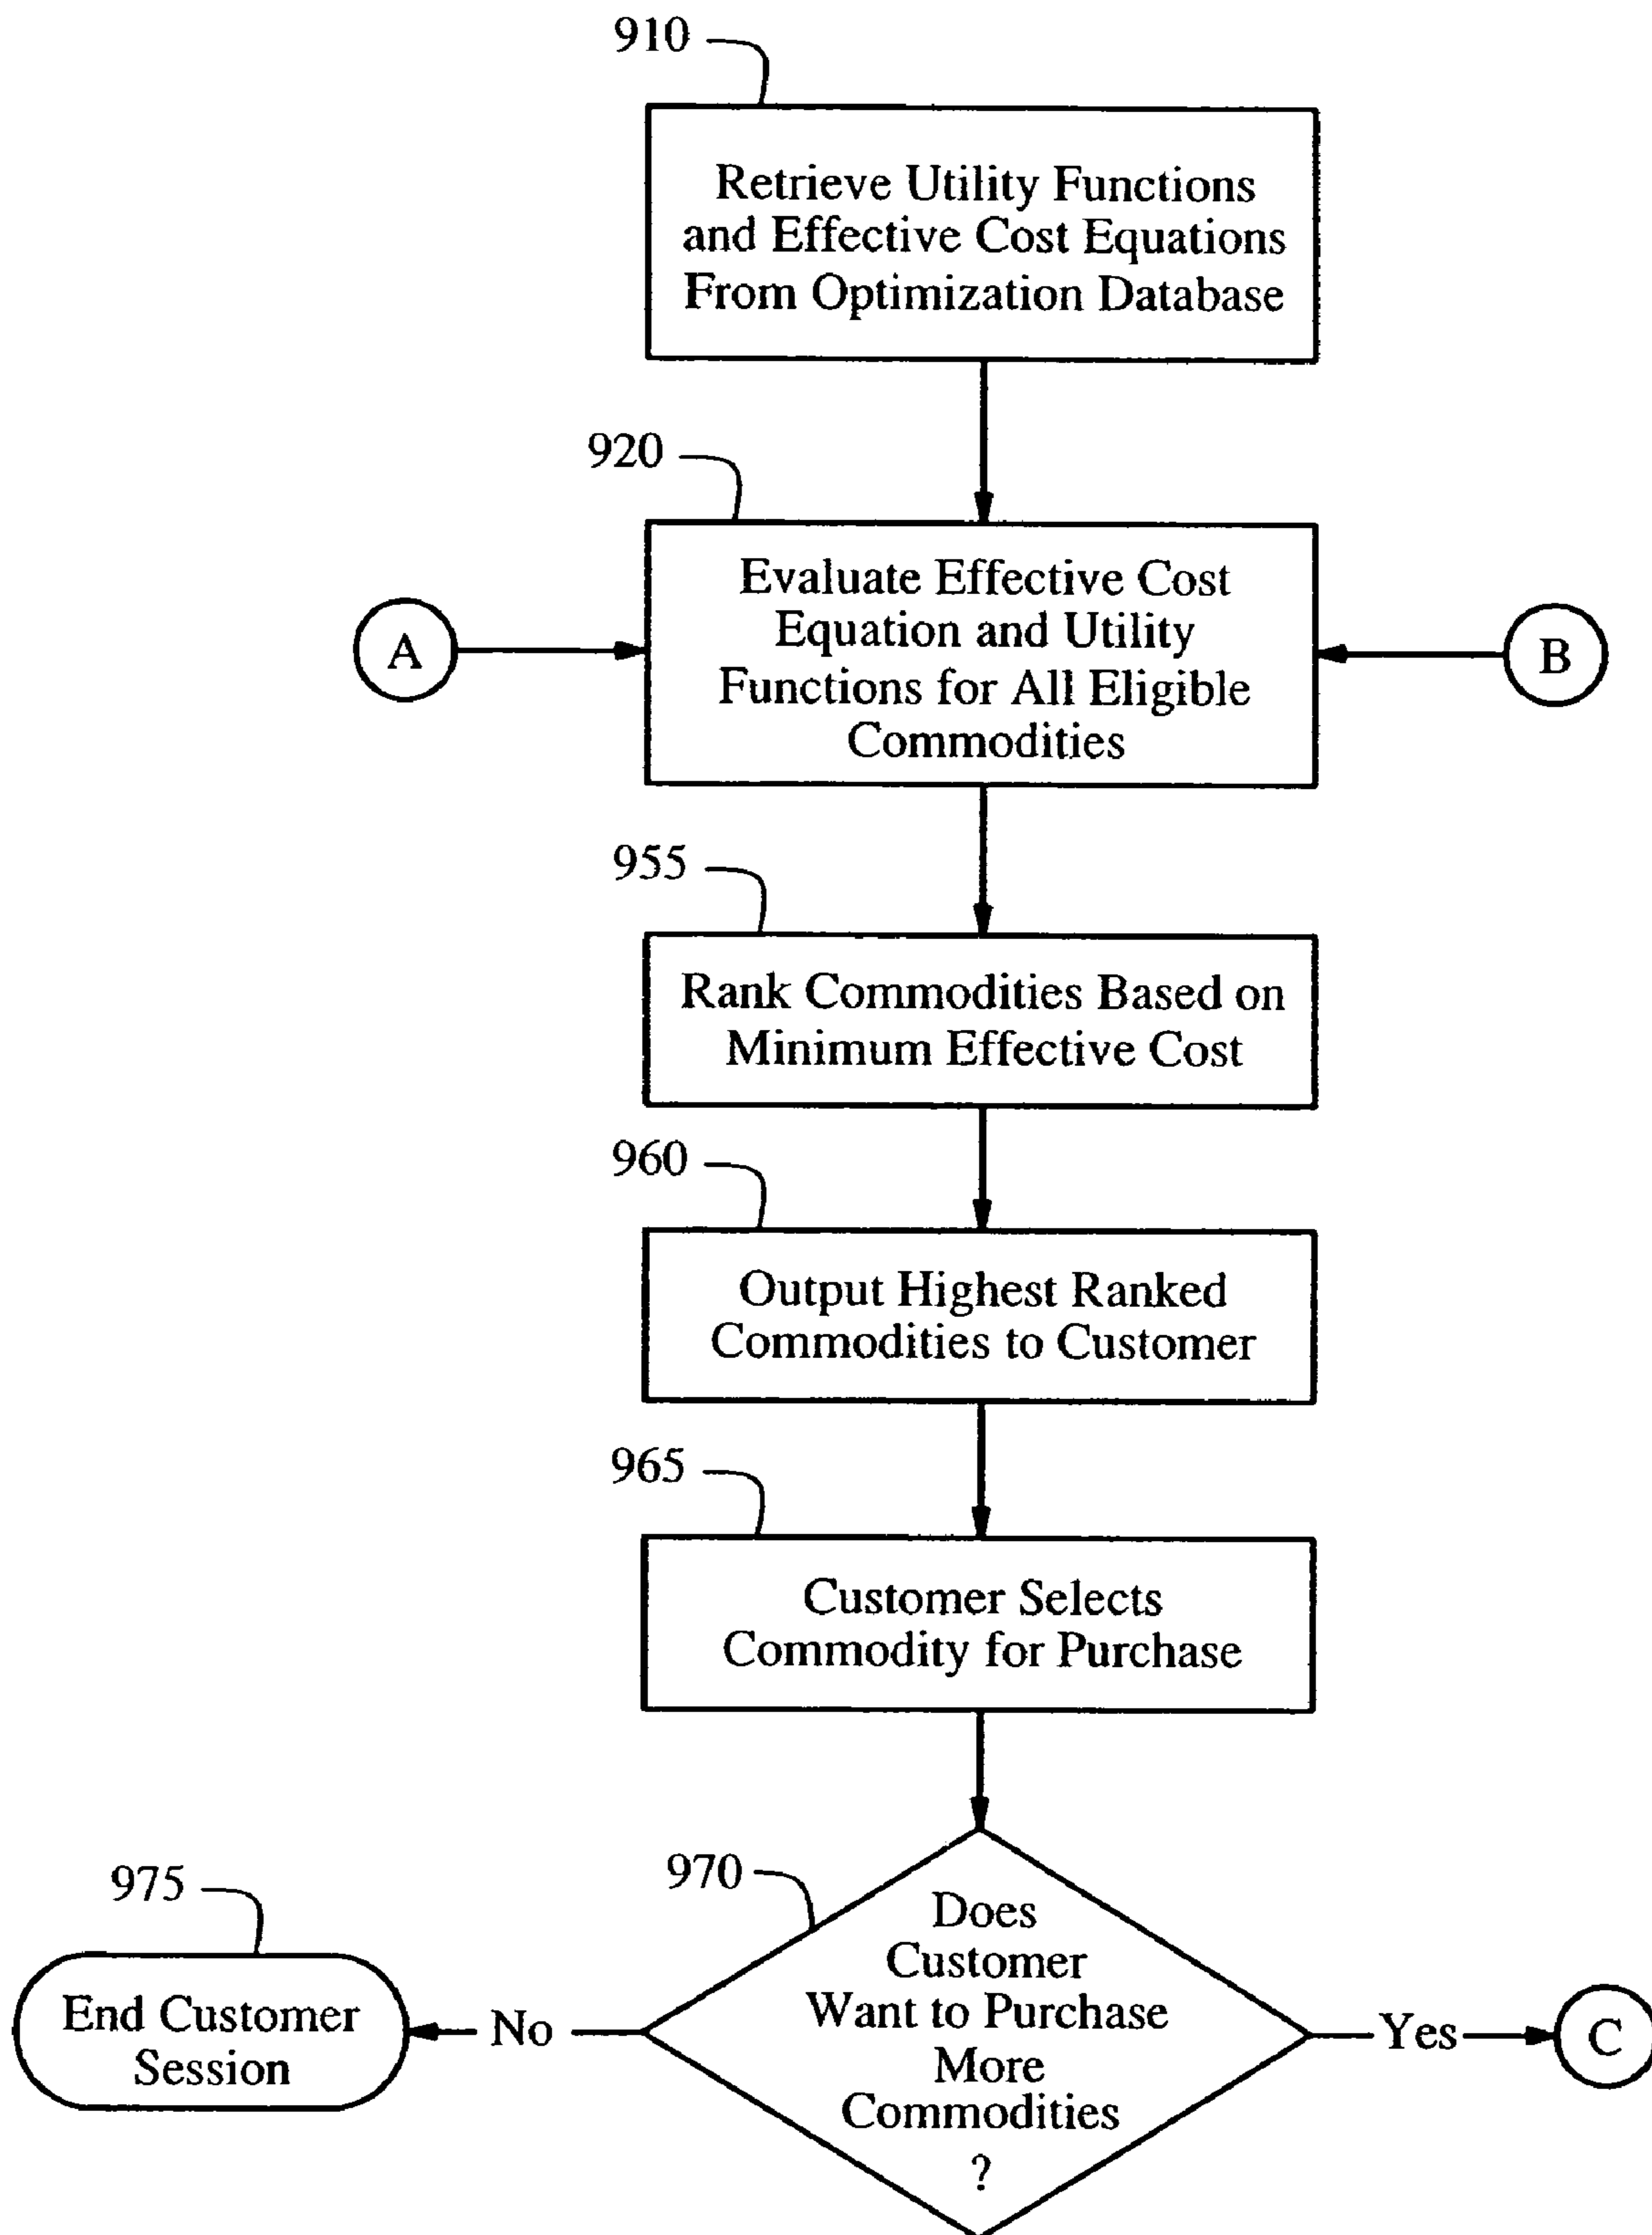 910
Retrieve Utility Functions
and Effective Cost Equations
From Optimization Database
920
Evaluate Effective Cost
Equation and Utility
Functions for All Eligible
Commodities
A
B
955
Rank Commodities Based on
Minimum Effective Cost
960
Output Highest Ranked
Commodities to Customer
965
Customer Selects
Commodity for Purchase
970
Does
Customer
Want to Purchase
More
Commodities
?
975
End Customer
Session
No
Yes
C